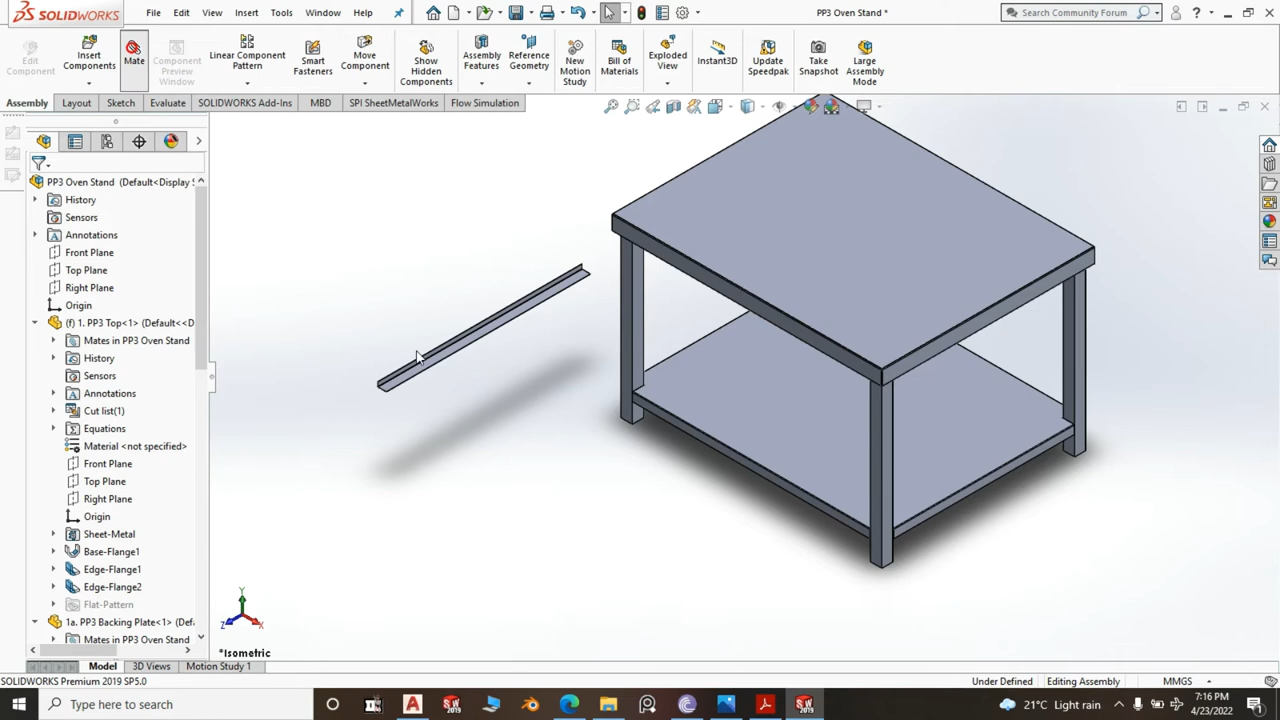 SOLIDWORKS File Edit View Insert Tools Window Help PP3 Oven Stand * Search Community Forum ?
Edit Component
Insert Components
Mate
Component Preview Window
Linear Component Pattern
Smart Fasteners
Move Component
Show Hidden Components
Assembly Features
Reference Geometry
New Motion Study
Bill of Materials
Exploded View
Instant3D
Update Speedpak
Take Snapshot
Large Assembly Mode
Assembly Layout Sketch Evaluate SOLIDWORKS Add-Ins MBD SPI SheetMetalWorks Flow Simulation
PP3 Oven Stand (Default<Display S
History
Sensors
Annotations
Front Plane
Top Plane
Right Plane
Origin
(f) 1. PP3 Top<1> (Default<<D
Mates in PP3 Oven Stand
History
Sensors
Annotations
Cut list(1)
Equations
Material <not specified>
Front Plane
Top Plane
Right Plane
Origin
Sheet-Metal
Base-Flange1
Edge-Flange1
Edge-Flange2
Flat-Pattern
1a. PP3 Backing Plate<1> (Defa
Mates in PP3 Oven Stand
Y
Z X
*Isometric
Model 3D Views Motion Study 1
SOLIDWORKS Premium 2019 SP5.0 Under Defined Editing Assembly MMGS
Type here to search 21°C Light rain 7:16 PM
4/23/2022